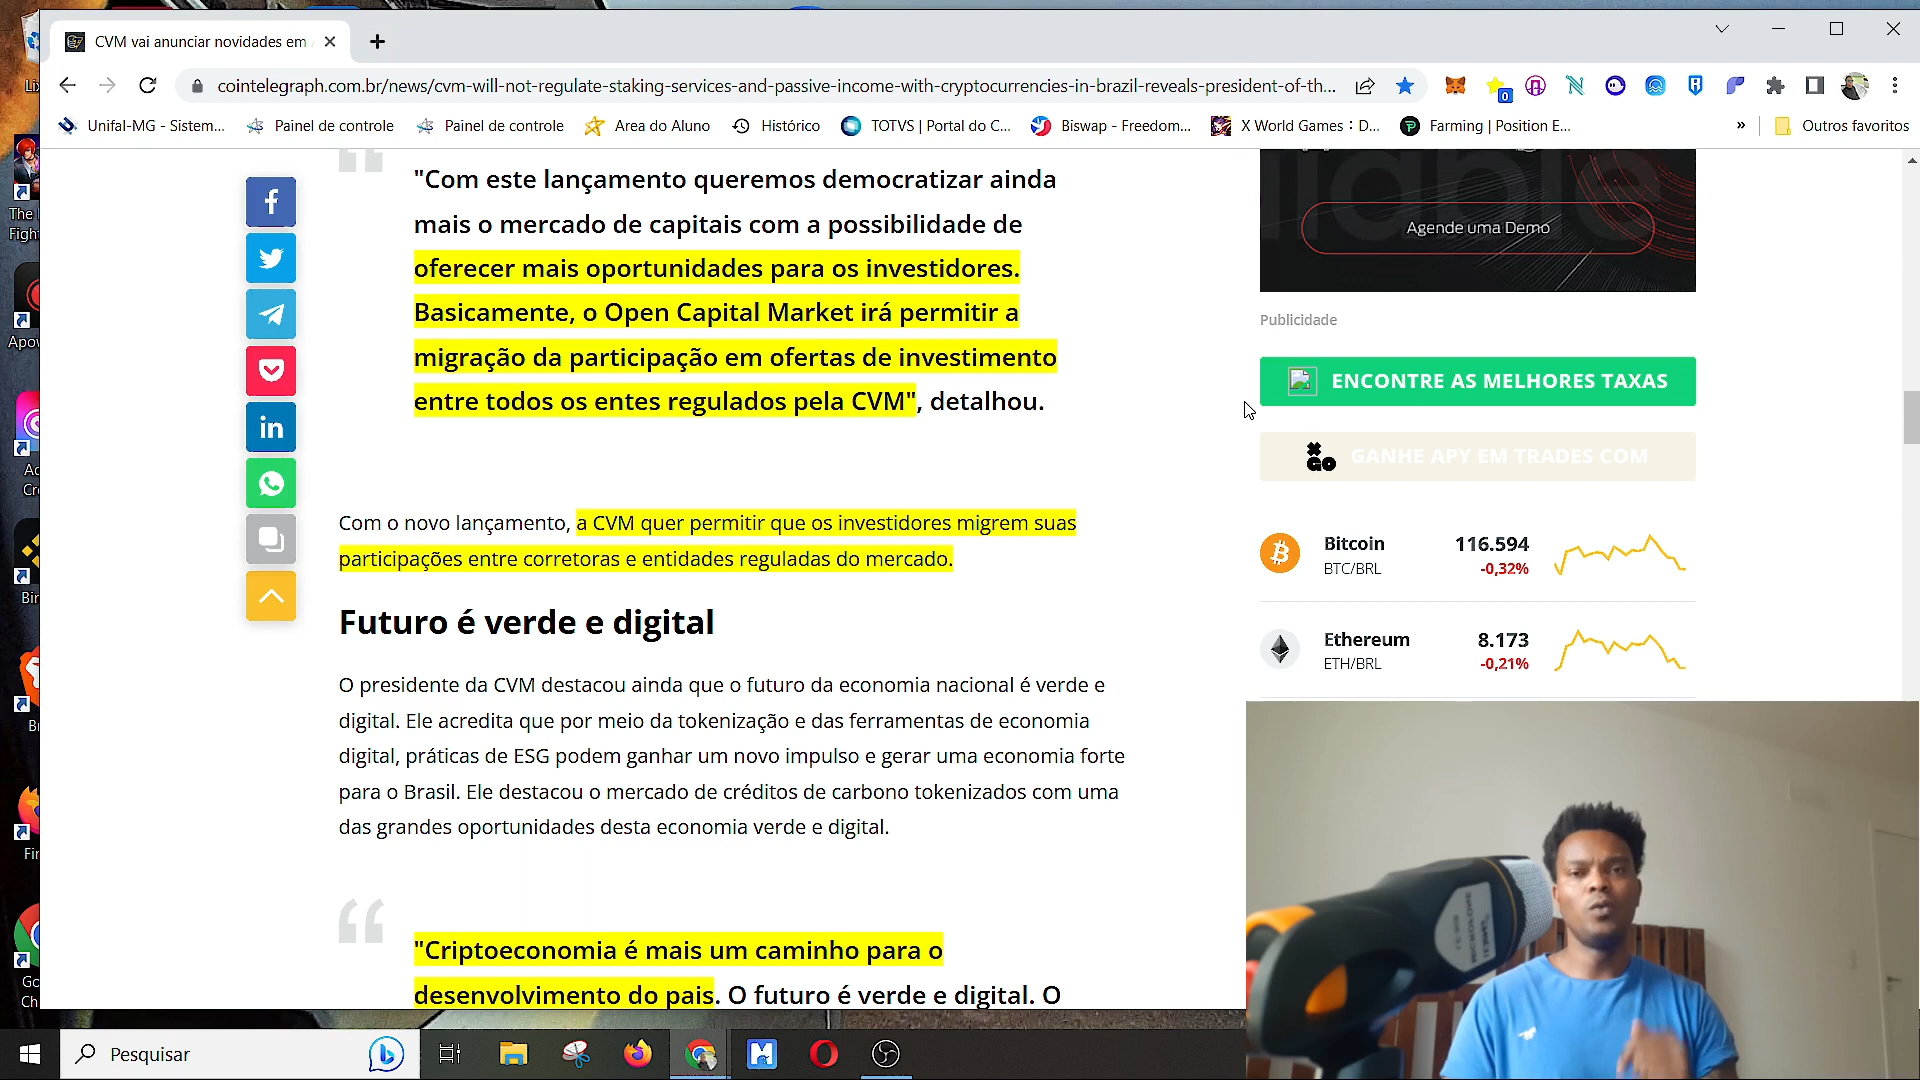 CVM vai anunciar novidades em
cointelegraph.com.br/news/cvm-will-not-regulate-staking-services-and-passive-income-with-cryptocurrencies-in-brazil-reveals-president-of-th...
0
Unifal-MG - Sistem...
Painel de controle
Painel de controle
Area do Aluno
Histórico
TOTVS | Portal do C...
Biswap - Freedom...
X World Games : D...
Farming | Position E...
»
Outros favoritos
"Com este lançamento queremos democratizar ainda
mais o mercado de capitais com a possibilidade de
oferecer mais oportunidades para os investidores.
Basicamente, o Open Capital Market irá permitir a
migração da participação em ofertas de investimento
entre todos os entes regulados pela CVM", detalhou.
Com o novo lançamento, a CVM quer permitir que os investidores migrem suas
participações entre corretoras e entidades reguladas do mercado.
Futuro é verde e digital
O presidente da CVM destacou ainda que o futuro da economia nacional é verde e
digital. Ele acredita que por meio da tokenização e das ferramentas de economia
digital, práticas de ESG podem ganhar um novo impulso e gerar uma economia forte
para o Brasil. Ele destacou o mercado de créditos de carbono tokenizados com uma
das grandes oportunidades desta economia verde e digital.
"Criptoeconomia é mais um caminho para o
desenvolvimento do pais. O futuro é verde e digital. O
Agende uma Demo
Publicidade
ENCONTRE AS MELHORES TAXAS
GO GANHE APY EM TRADES COM
Bitcoin 116.594
BTC/BRL -0,32%
Ethereum 8.173
ETH/BRL -0,21%
Pesquisar